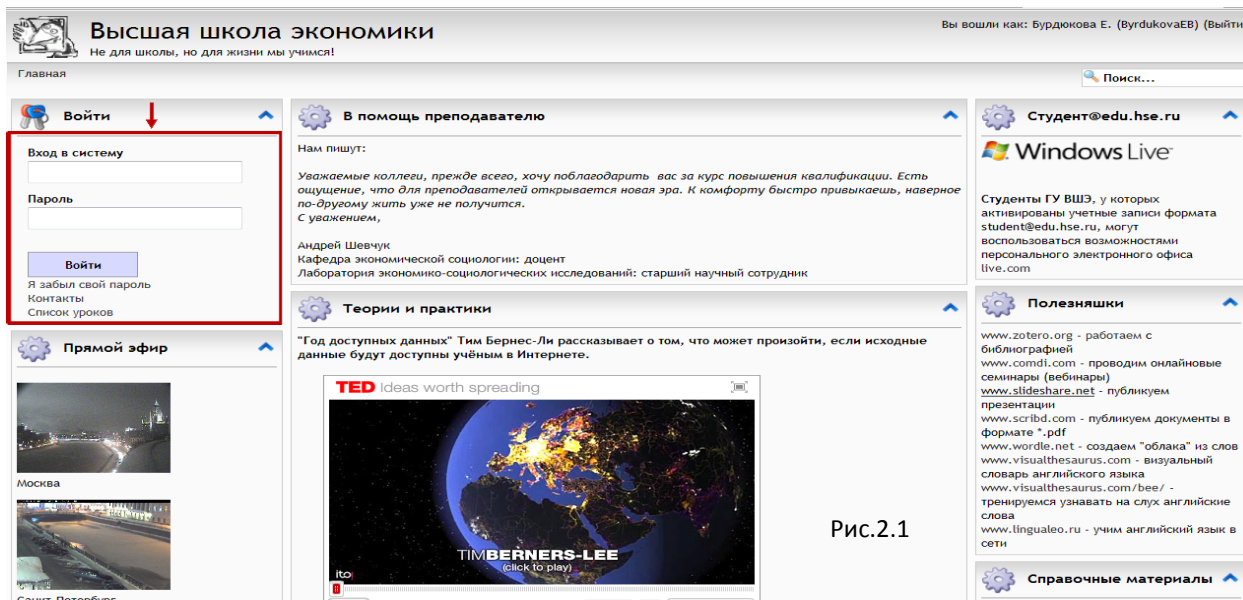 Высшая школа экономики
Не для школы, но для жизни мы учимся!
Вы вошли как: Бурдюкова Е. (ByrdukovaEB) (Выйти
Главная
Поиск...
Войти
Вход в систему
Пароль
Войти
Я забыл свой пароль
Контакты
Список уроков
Прямой эфир
Москва
Санкт-Петербург
В помощь преподавателю
Нам пишут:
Уважаемые коллеги, прежде всего, хочу поблагодарить вас за курс повышения квалификации. Есть
ощущение, что для преподавателей открывается новая эра. К комфорту быстро привыкаешь, наверное
по-другому жить уже не получится.
С уважением,
Андрей Шевчук
Кафедра экономической социологии: доцент
Лаборатория экономико-социологических исследований: старший научный сотрудник
Теории и практики
"Год доступных данных" Тим Бернес-Ли рассказывает о том, что может произойти, если исходные
данные будут доступны учёным в Интернете.
TED Ideas worth spreading
TIMBERNERS-LEE
(click to play)
ito
Рис.2.1
Студент@edu.hse.ru
Windows Live
Студенты ГУ ВШЭ, у которых
активированы учетные записи формата
student@edu.hse.ru, могут
воспользоваться возможностями
персонального электронного офиса
live.com
Полезняшки
www.zotero.org - работаем с
библиографией
www.comdi.com - проводим онлайновые
семинары (вебинары)
www.slideshare.net - публикуем
презентации
www.scribd.com - публикуем документы в
формате *.pdf
www.wordle.net - создаем "облака" из слов
www.visualthesaurus.com - визуальный
словарь английского языка
www.visualthesaurus.com/bee/ -
тренируемся узнавать на слух английские
слова
www.lingualeo.ru - учим английский язык в
сети
Справочные материалы